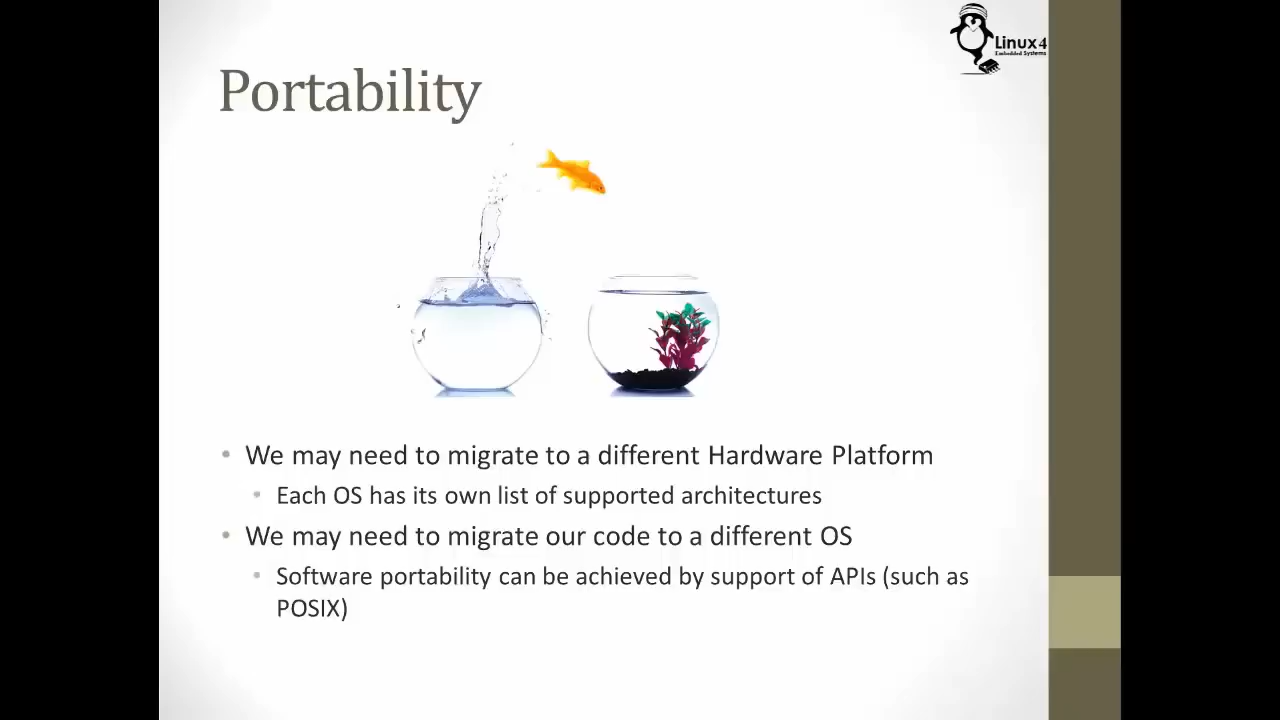 Linux 4
Embedded Systems
Portability
• We may need to migrate to a different Hardware Platform
• Each OS has its own list of supported architectures
• We may need to migrate our code to a different OS
• Software portability can be achieved by support of APIs (such as
POSIX)